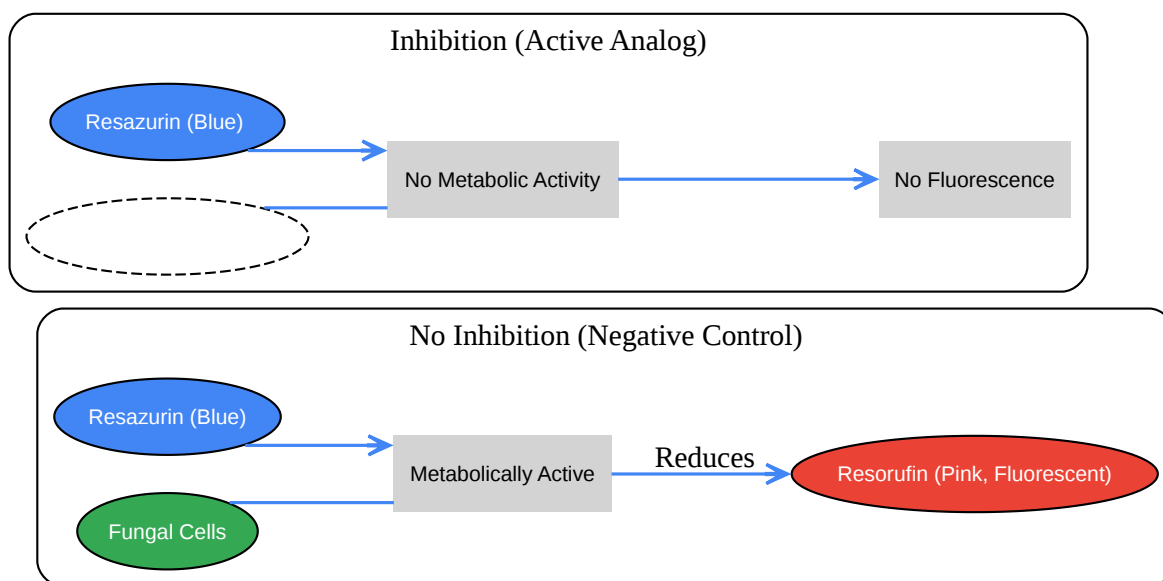 Inhibition (Active Analog)
Resazurin (Blue)
No Metabolic Activity
No Fluorescence
No Inhibition (Negative Control)
Resazurin (Blue)
Metabolically Active
Reduces
Resorufin (Pink, Fluorescent)
Fungal Cells